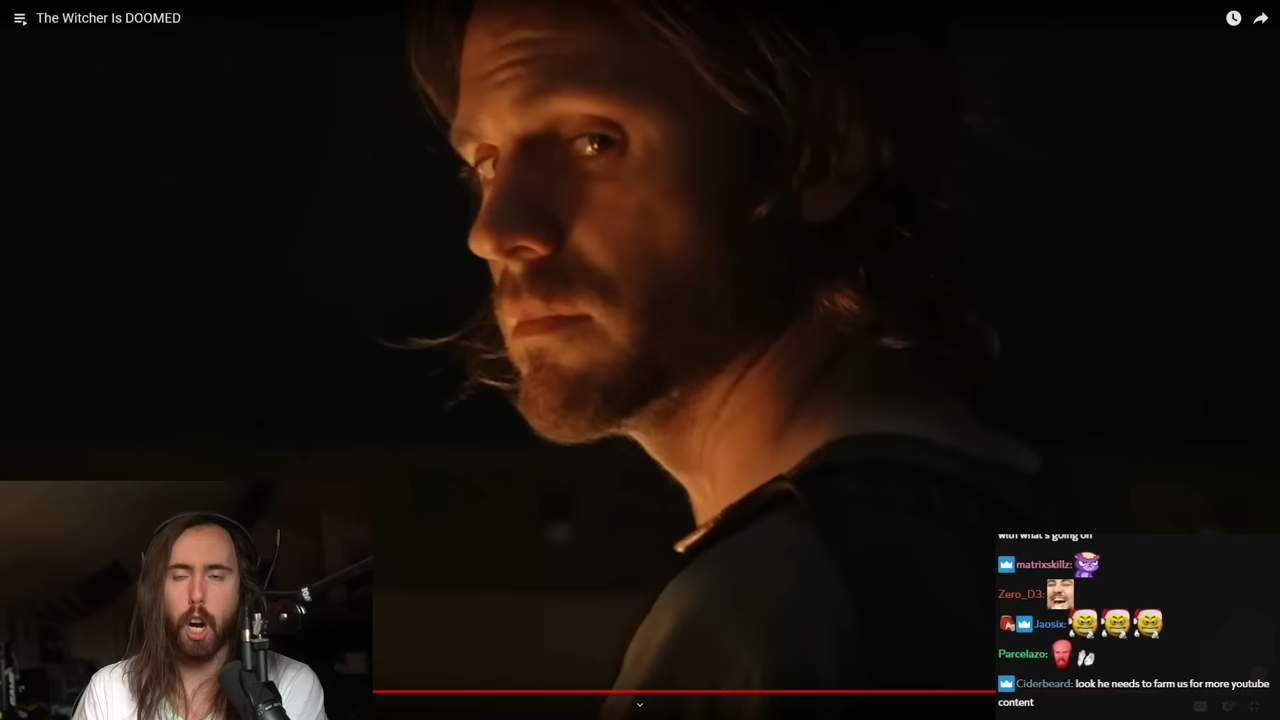 The Witcher Is DOOMED
with what's going on
matrixskillz:
Zero_D3:
Jaosix:
Parcelazo:
Ciderbeard: look he needs to farm us for more youtube
content